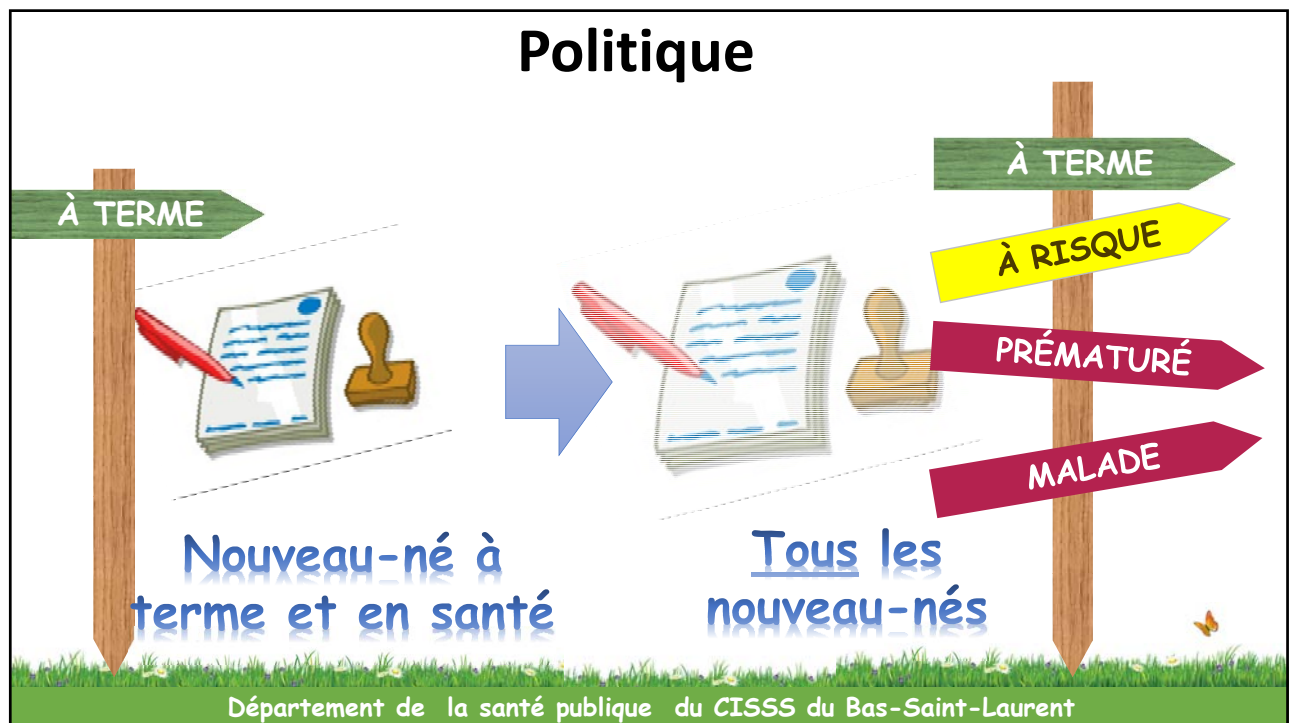 Politique
À TERME
Nouveau-né à
terme et en santé
À TERME
À RISQUE
PRÉMATURÉ
MALADE
Tous les
nouveau-nés
Département de  la santé publique  du CISSS du Bas-Saint-Laurent